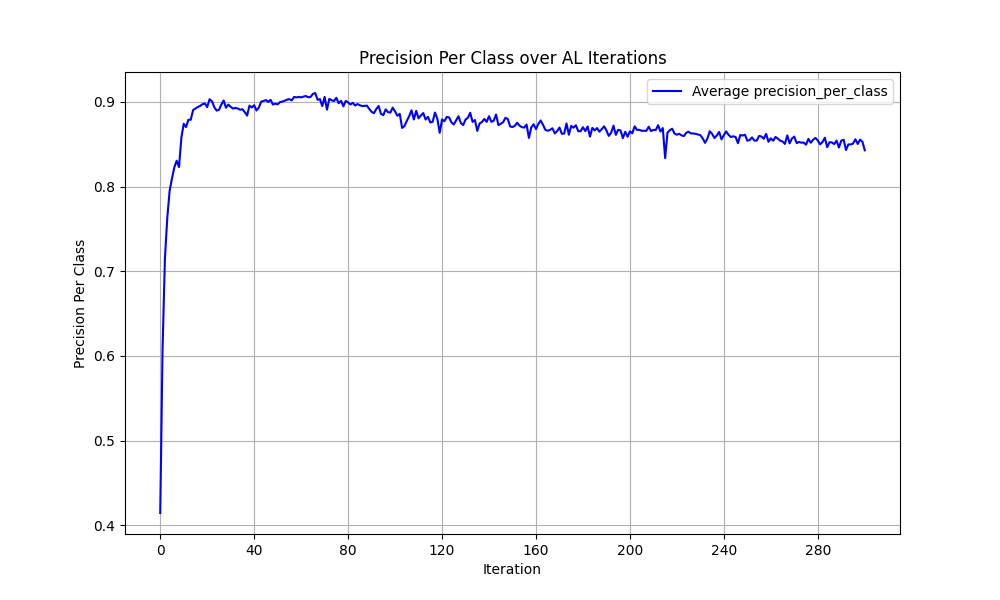 Precision Per Class over AL Iterations
Average precision_per_class
Precision Per Class
0.9
0.8
0.7
0.6
0.5
0.4
0 40 80 120 160 200 240 280
Iteration